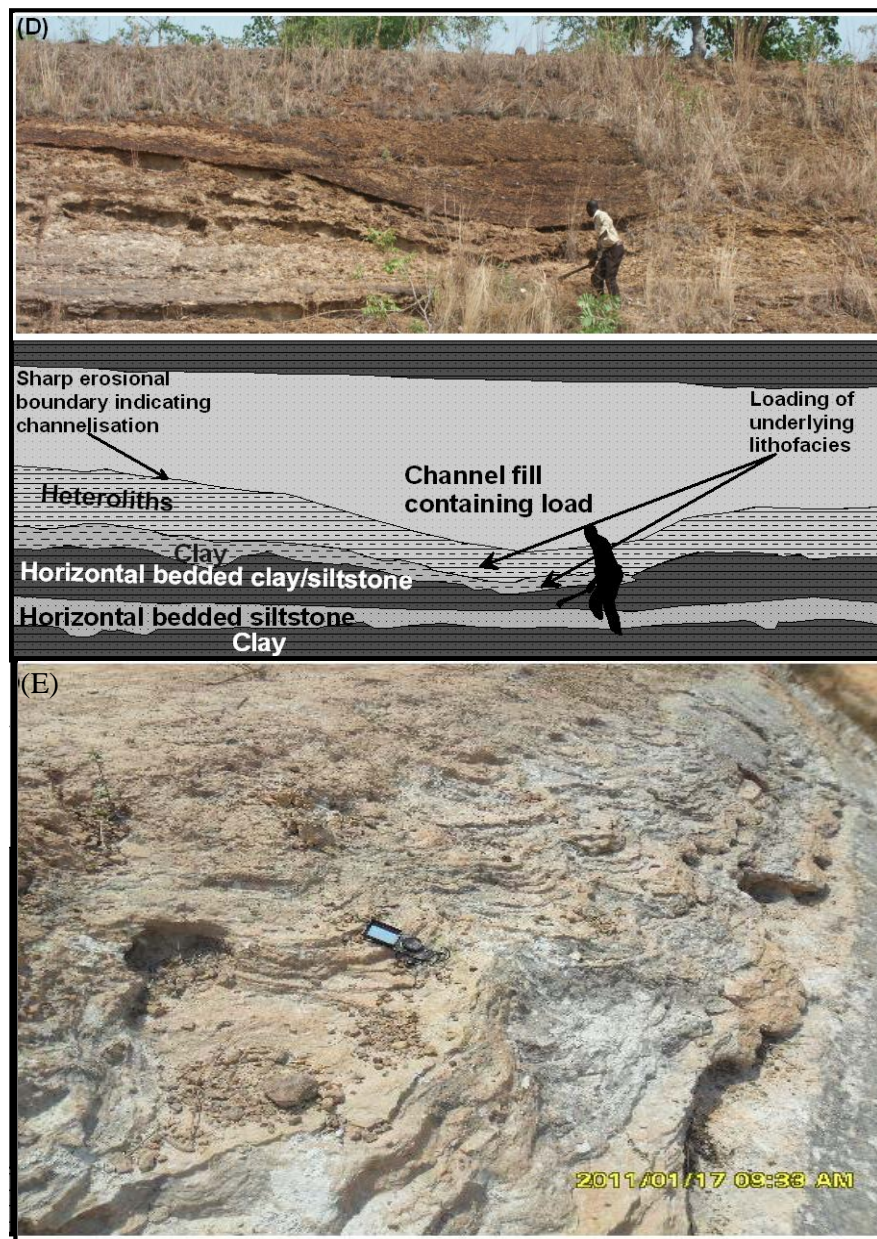 (D)
Sharp erosional
boundary indicating
channelisation
Loading of
underlying
lithofacies
Channel fill
containing load
Heteroliths
Clay
Horizontal bedded clay/siltstone
Horizontal bedded siltstone
Clay
(E)
2011/01/17 09:33 AM